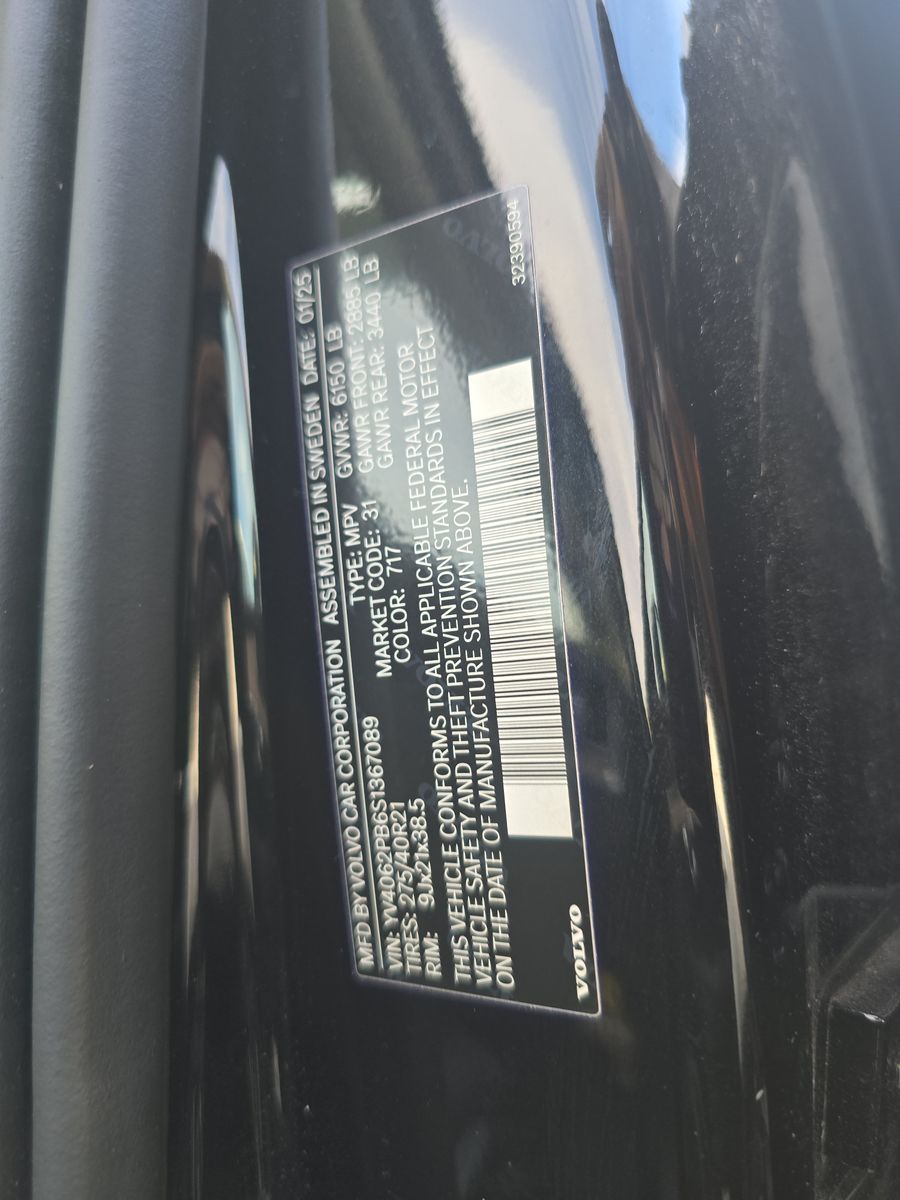 MFD BY VOLVO CAR CORPORATION ASSEMBLED IN SWEDEN DATE: 01/25
VIN: YV4062PB6S1367089 TYPE: MPV GVWR: 6150 LB
TIRES: 275/40R21 MARKET CODE: 31 GAWR FRONT: 2885 LB
RIM: 9Jx21x38.5 COLOR: 717 GAWR REAR: 3440 LB
THIS VEHICLE CONFORMS TO ALL APPLICABLE FEDERAL MOTOR
VEHICLE SAFETY AND THEFT PREVENTION STANDARDS IN EFFECT
ON THE DATE OF MANUFACTURE SHOWN ABOVE.
VOLVO
32390594